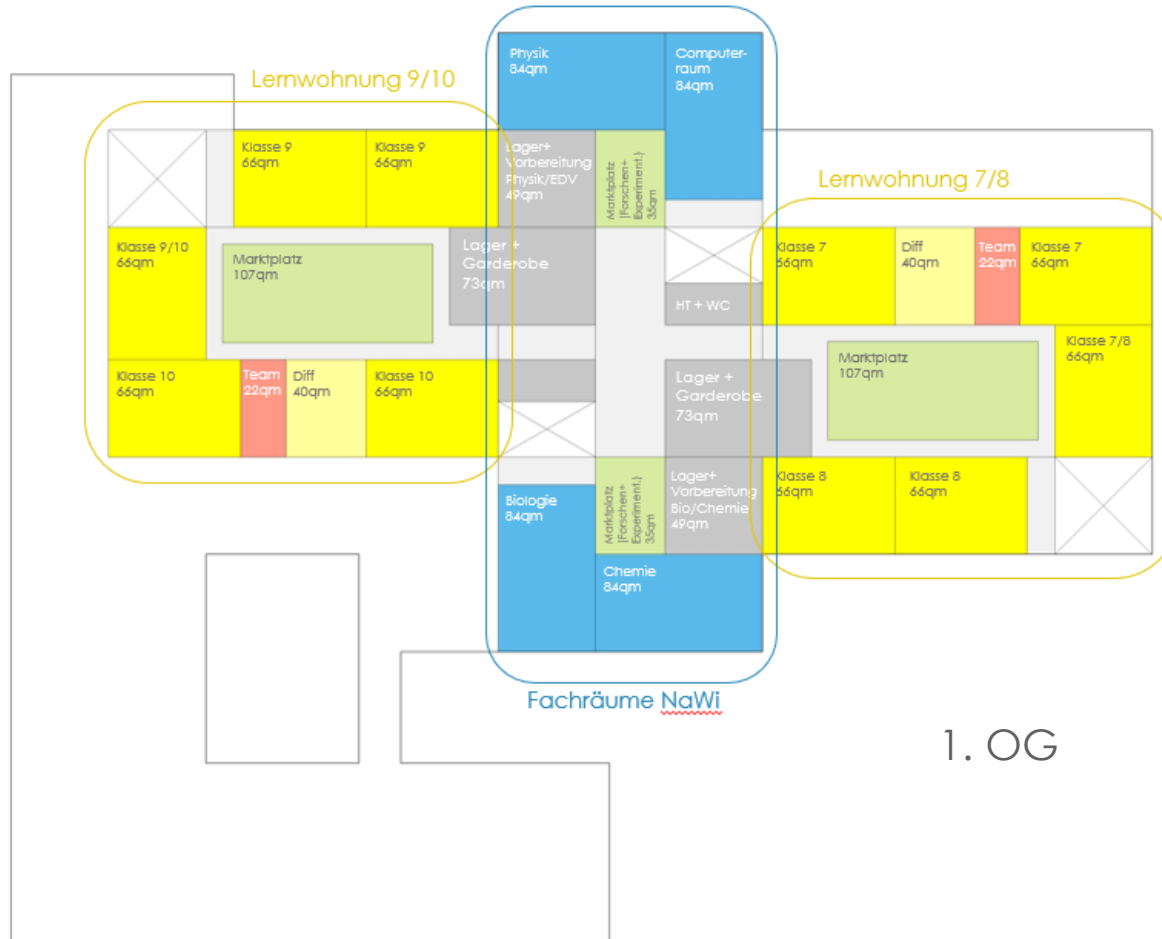 Lernwohnung 9/10
Klasse 9
66qm
Klasse 9
66qm
Klasse 9/10
66qm
Marktplatz
107qm
Klasse 10
66qm
Team
22qm
Diff
40qm
Klasse 10
66qm
Physik
84qm
Computer-
raum
84qm
Lager+
Vorbereitung
Physik/EDV
49qm
Marktplatz
(Forschen+
Experiment.)
35qm
Lager +
Garderobe
73qm
HT + WC
Lager +
Garderobe
73qm
Biologie
84qm
Marktplatz
(Forschen+
Experiment.)
35qm
Lager+
Vorbereitung
Bio/Chemie
49qm
Chemie
84qm
Fachräume NaWi
Lernwohnung 7/8
Klasse 7
66qm
Diff
40qm
Team
22qm
Klasse 7
66qm
Klasse 7/8
66qm
Marktplatz
107qm
Klasse 8
66qm
Klasse 8
66qm
1. OG